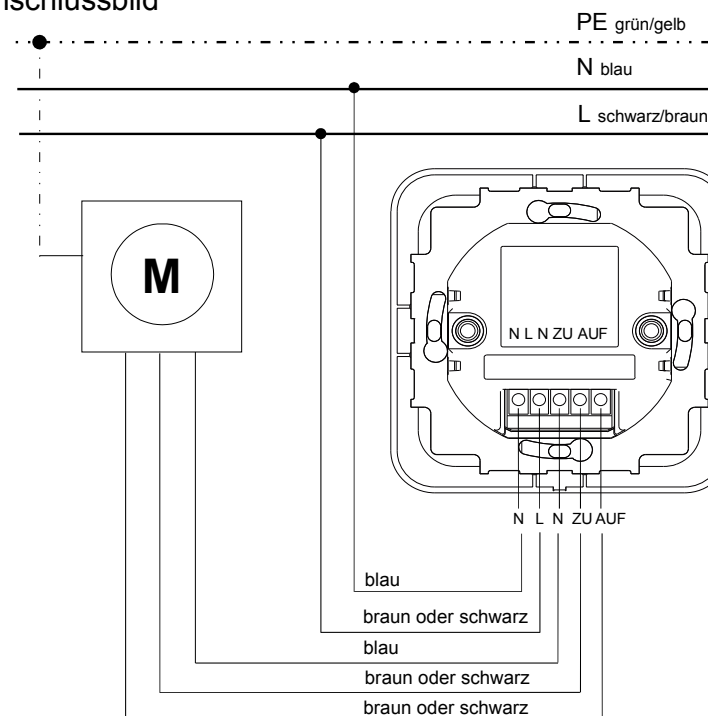 nschlussbild
PE grün/gelb
N blau
L schwarz/braun
M
N L N ZU AUF
N L N ZU AUF
blau
braun oder schwarz
blau
braun oder schwarz
braun oder schwarz